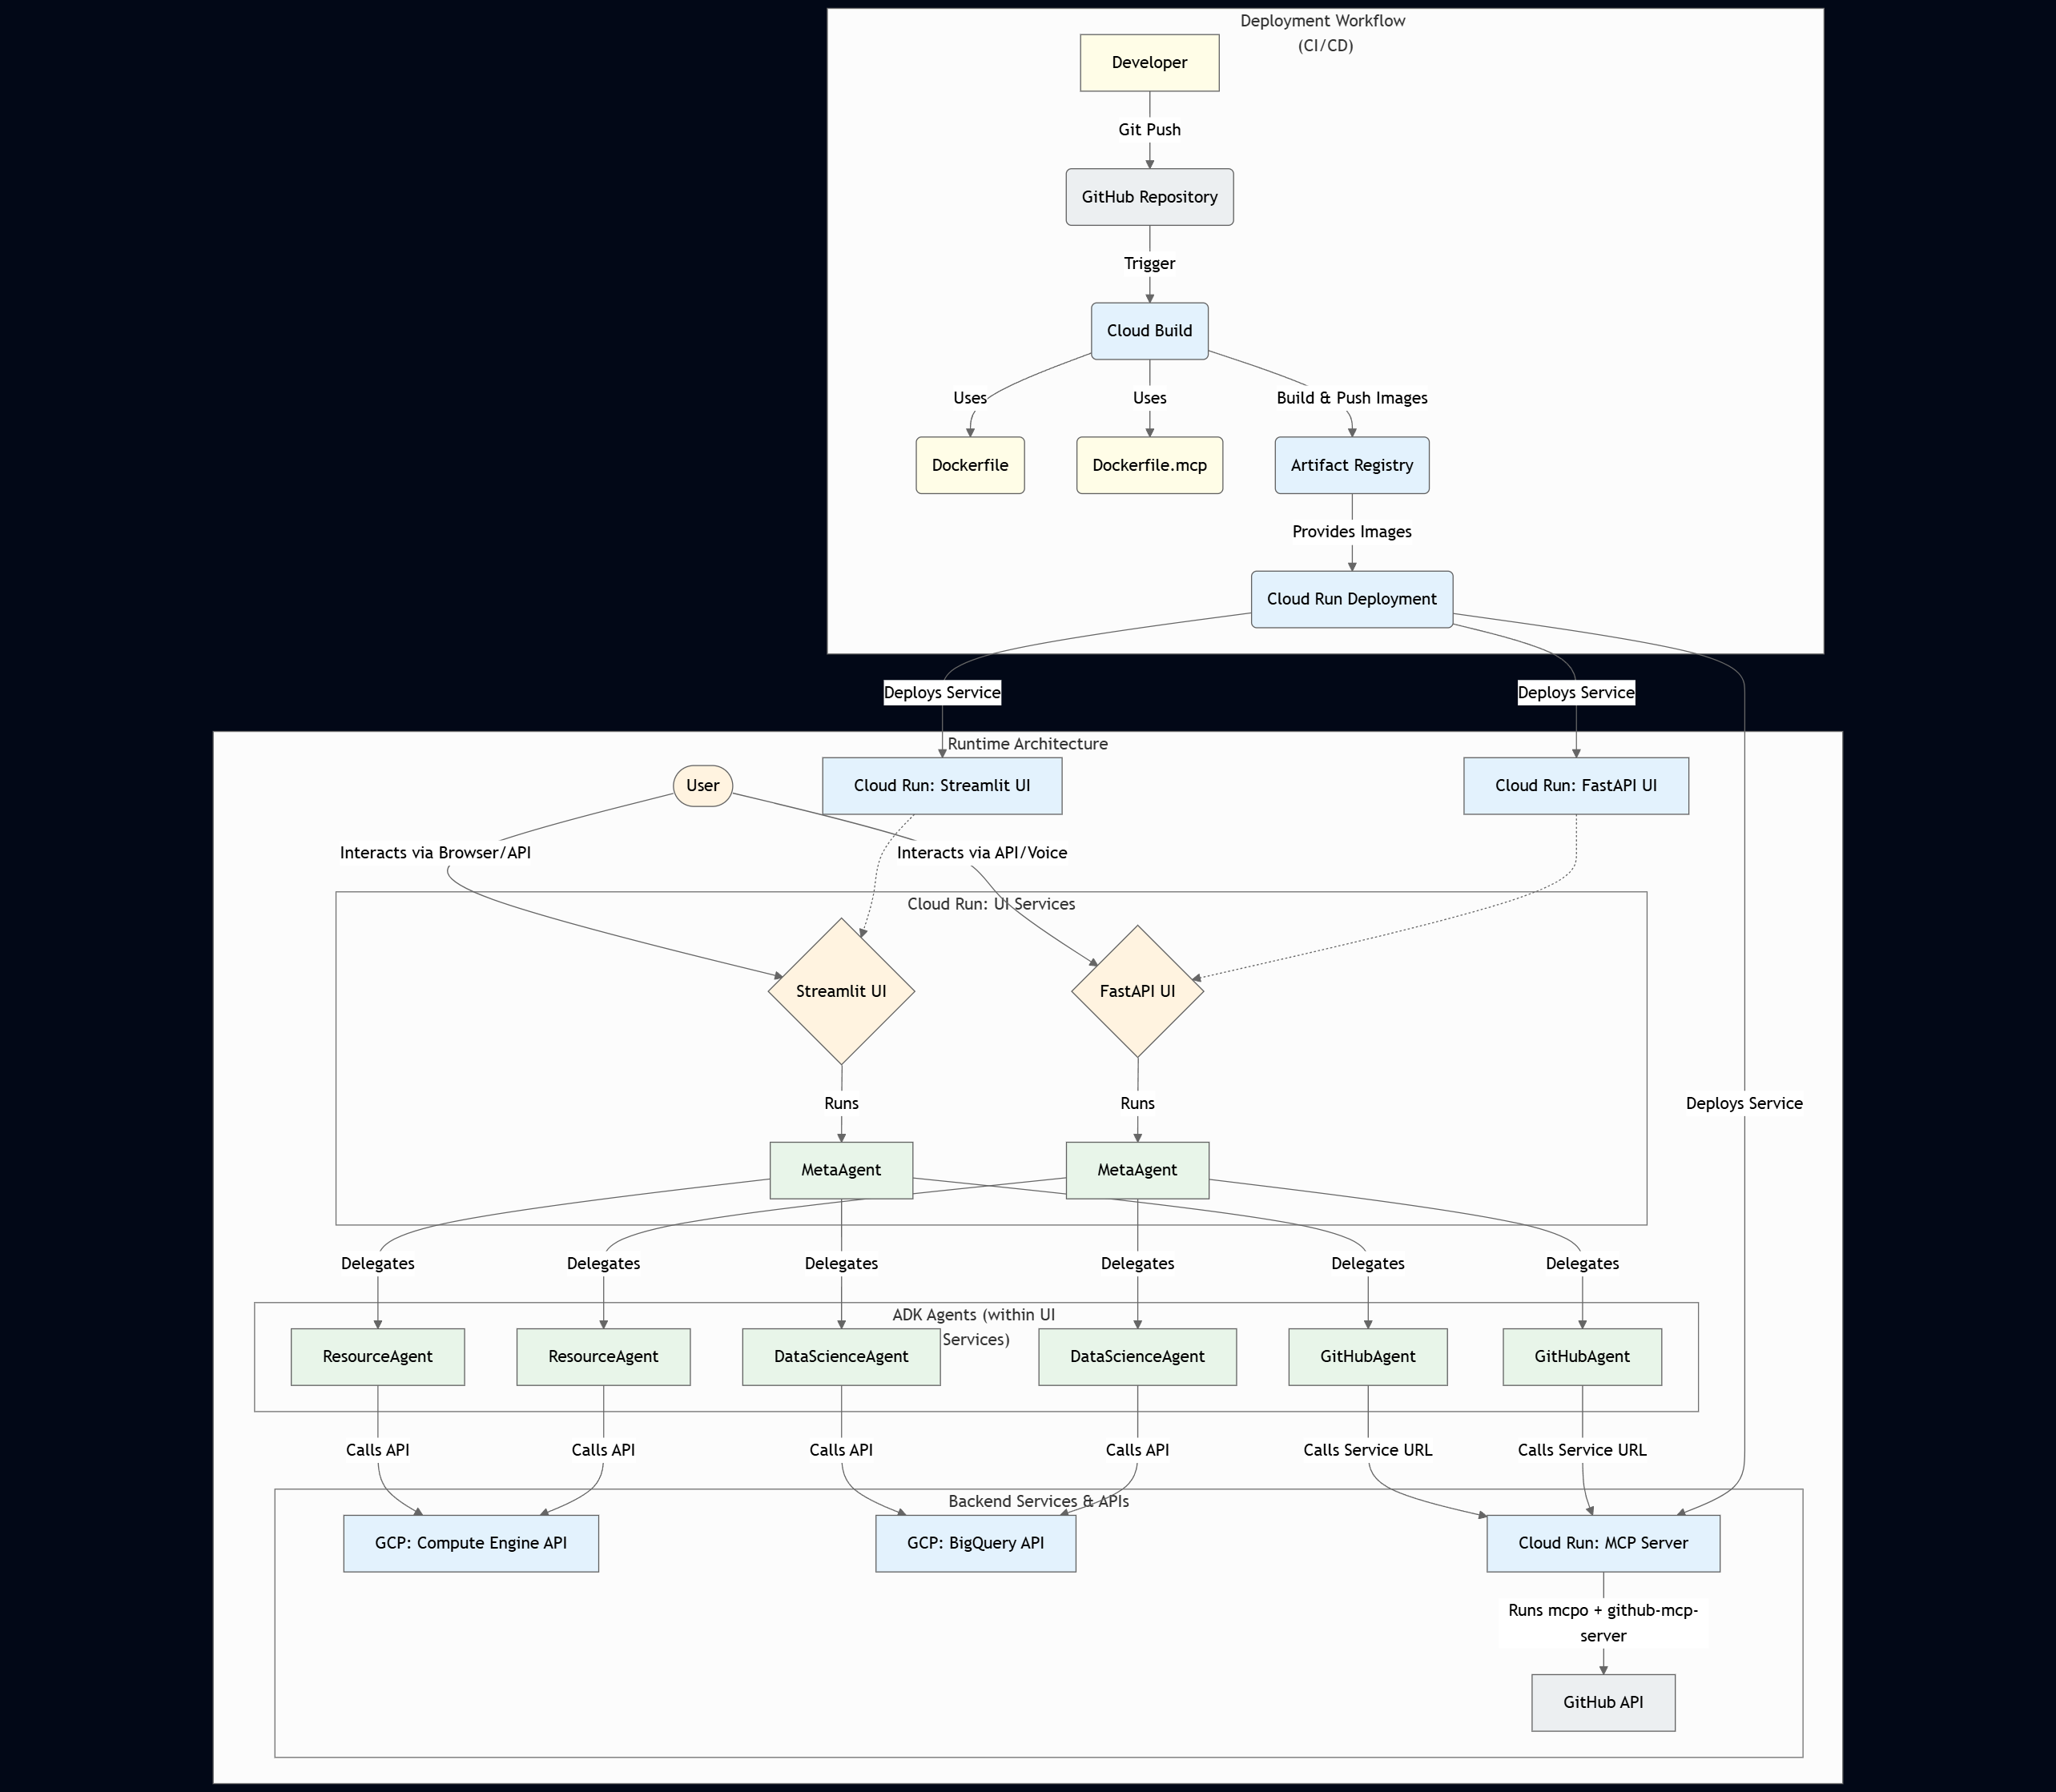 Deployment Workflow
(CI/CD)
Developer
Git Push
GitHub Repository
Trigger
Cloud Build
Uses
Uses
Build & Push Images
Dockerfile
Dockerfile.mcp
Artifact Registry
Provides Images
Cloud Run Deployment
Deploys Service
Deploys Service
Runtime Architecture
User
Cloud Run: Streamlit UI
Cloud Run: FastAPI UI
Interacts via Browser/API
Interacts via API/Voice
Cloud Run: UI Services
Streamlit UI
FastAPI UI
Runs
Runs
Deploys Service
MetaAgent
MetaAgent
Delegates
Delegates
Delegates
Delegates
Delegates
Delegates
ADK Agents (within UI
Services)
ResourceAgent
ResourceAgent
DataScienceAgent
DataScienceAgent
GitHubAgent
GitHubAgent
Calls API
Calls API
Calls API
Calls API
Calls Service URL
Calls Service URL
Backend Services & APIs
GCP: Compute Engine API
GCP: BigQuery API
Cloud Run: MCP Server
Runs mcpo + github-mcp-
server
GitHub API